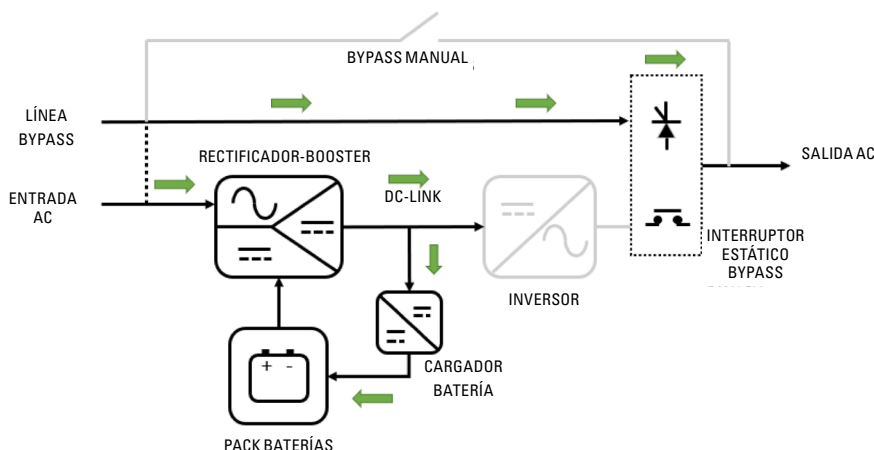 BYPASS MANUAL
LÍNEA
BYPASS
RECTIFICADOR-BOOSTER
SALIDA AC
ENTRADA
AC
DC-LINK
INTERRUPTOR
ESTÁTICO
BYPASS
INVERSOR
CARGADOR
BATERÍA
+ -
PACK BATERÍAS